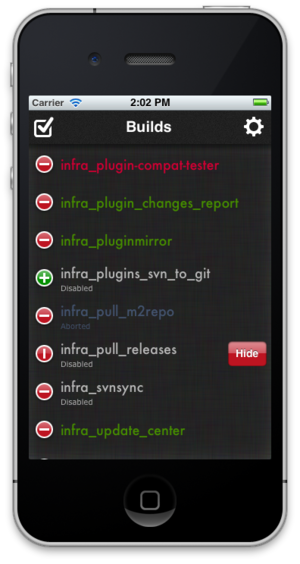 Carrier 2:02 PM
Builds
infra_plugin-compat-tester
infra_plugin_changes_report
infra_pluginmirror
infra_plugins_svn_to_git
Disabled
infra_pull_m2repo
Aborted
infra_pull_releases
Disabled
Hide
infra_svnsync
Disabled
infra_update_center